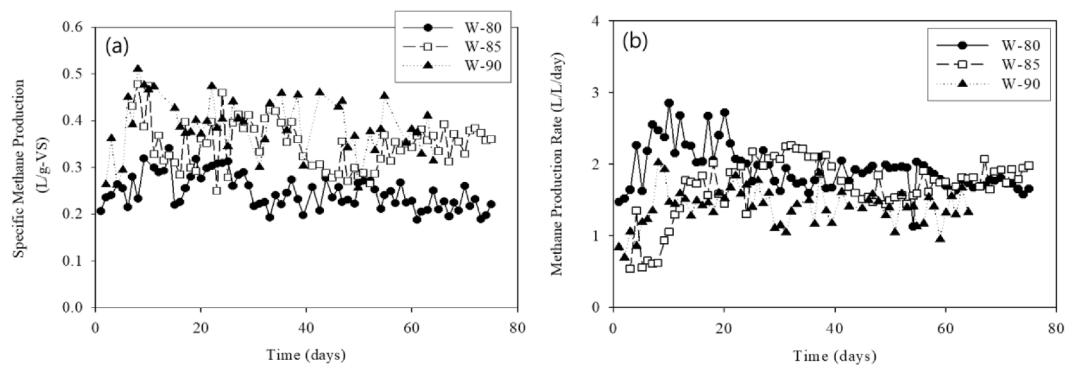 (a)
W-80
W-85
W-90
Specific Methane Production
(L/g-VS)
0.6
0.5
0.4
0.3
0.2
0.1
0.0
0
20
40
60
80
Time (days)
(b)
W-80
W-85
W-90
Methane Production Rate (L/L/day)
4
3
2
1
0
0
20
40
60
80
Time (days)